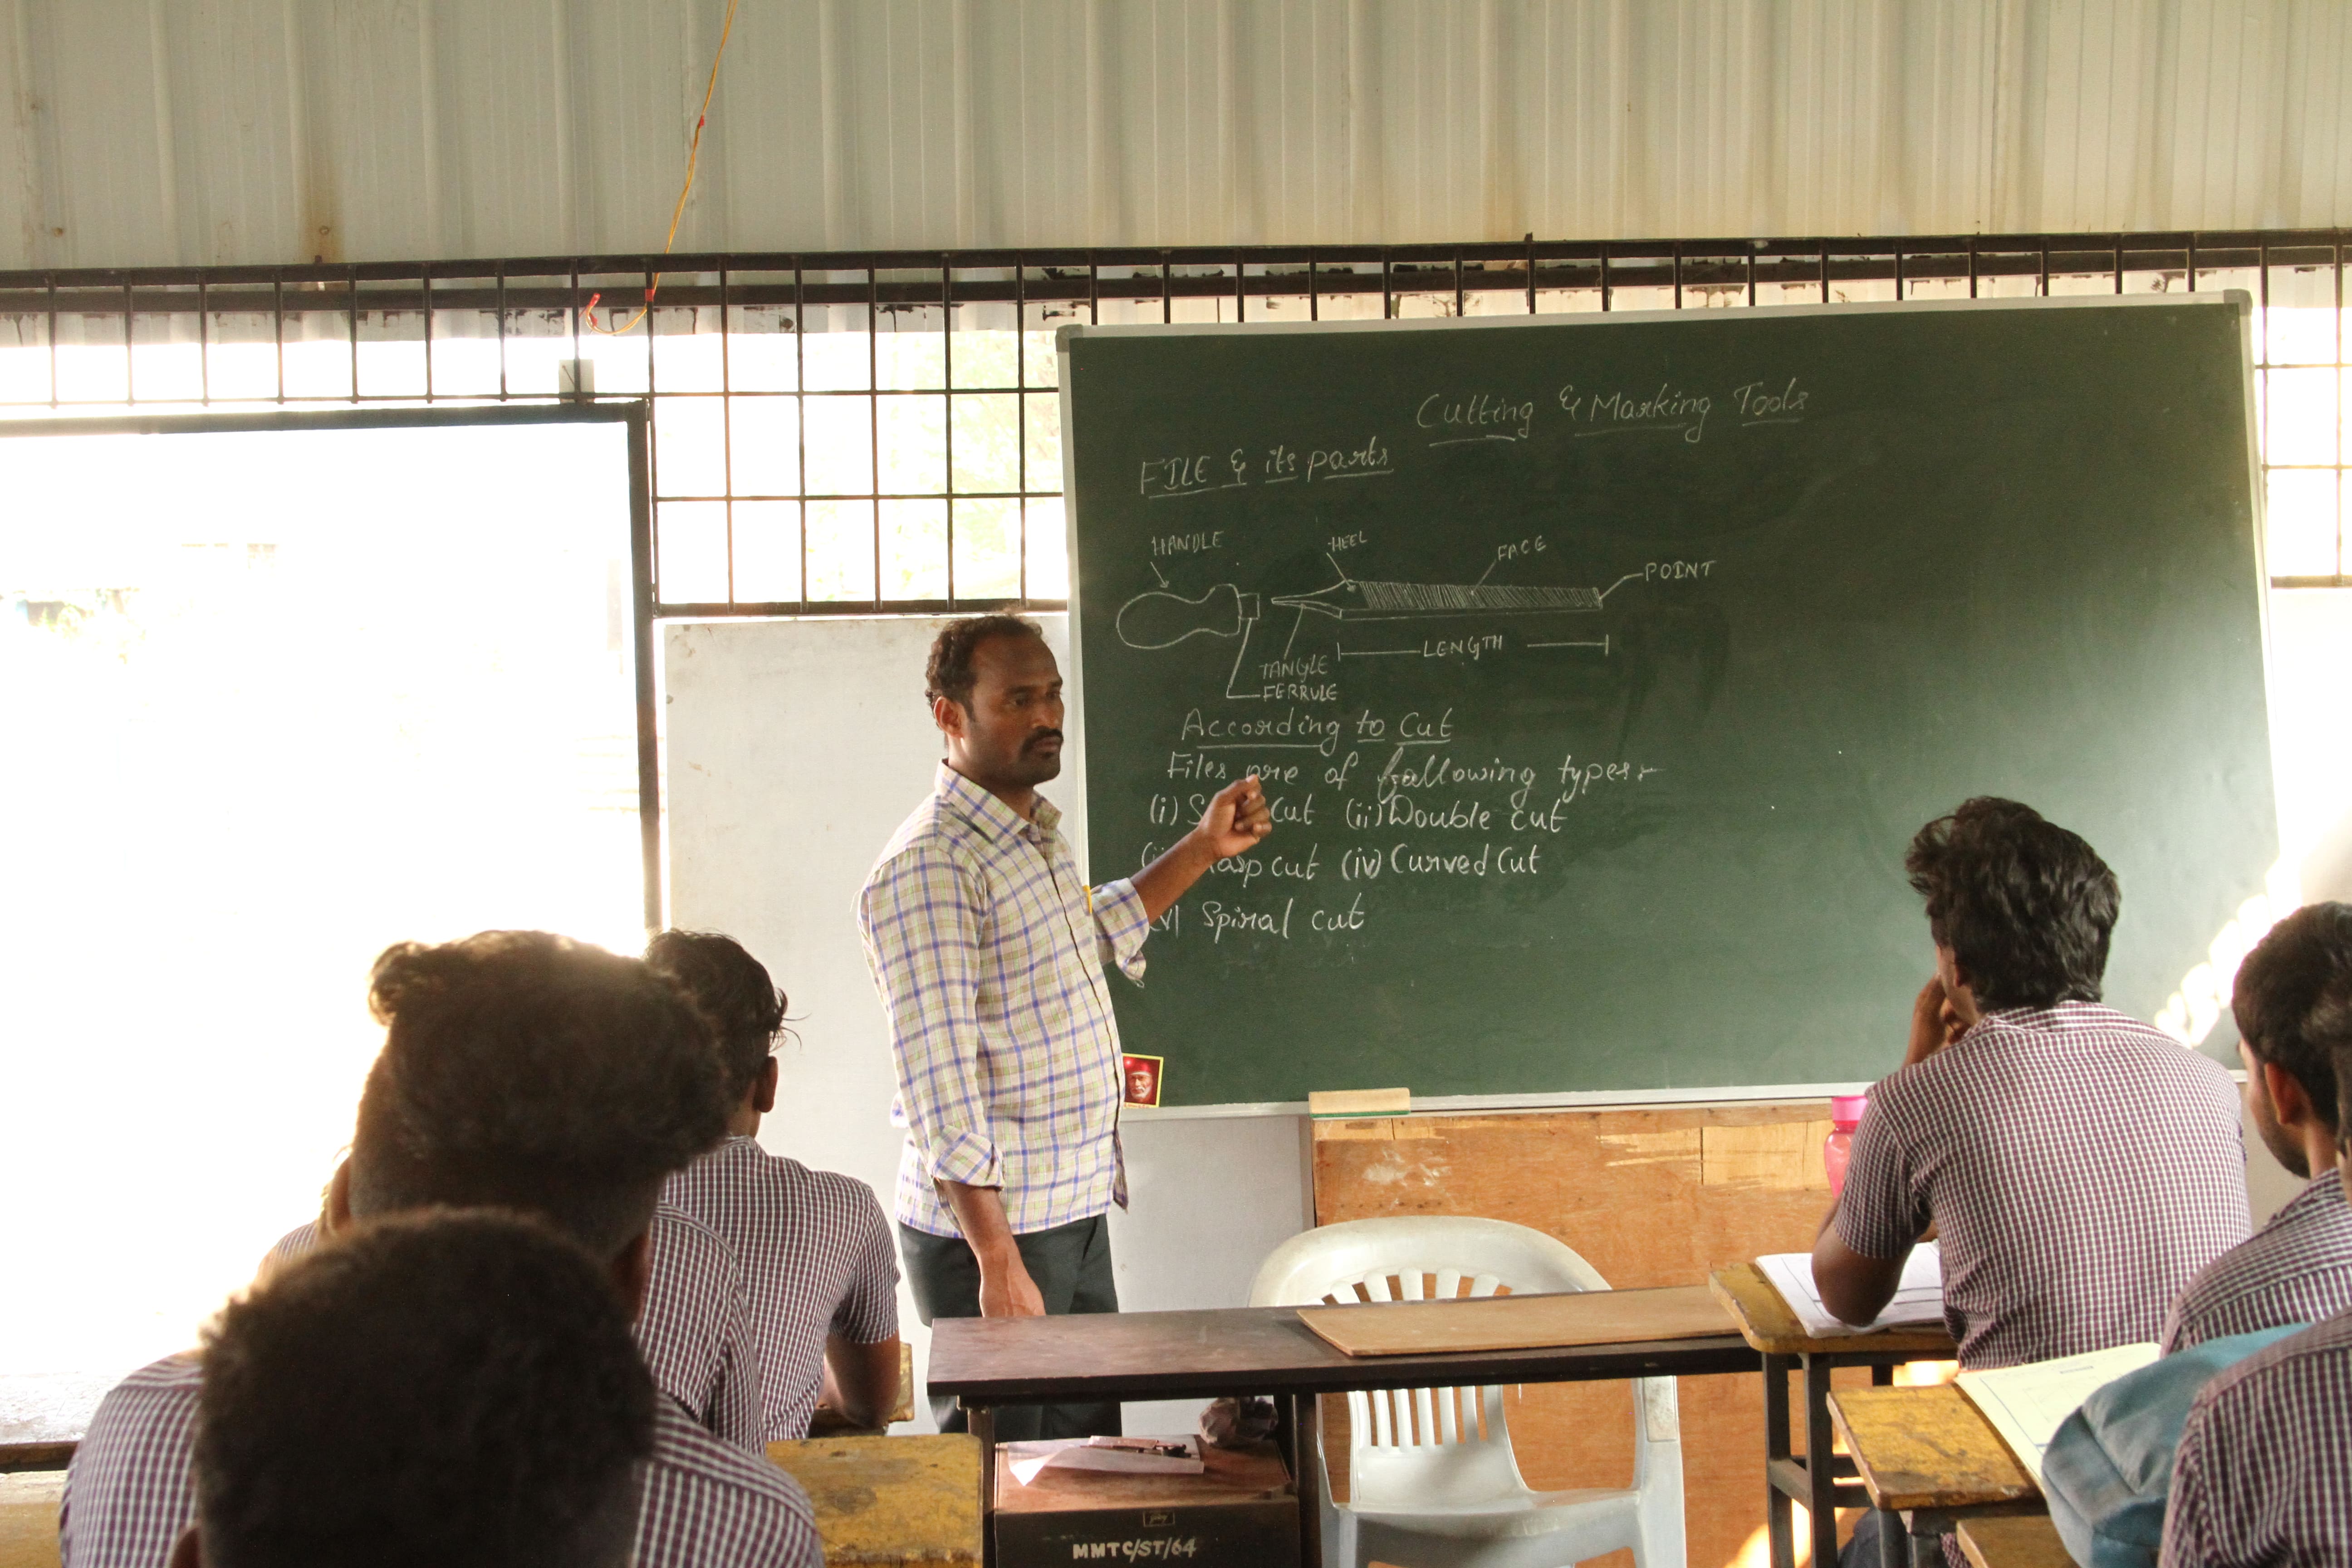 Cutting & Marking Tools
FILE & its parts
HANDLE
HEEL
FACE
POINT
LENGTH
TANGLE
FERRULE
According to Cut
Files are of following types:-
(i) Cut (ii) Double cut
cut (iv) Curved Cut
Spiral cut
MMTC/ST/64